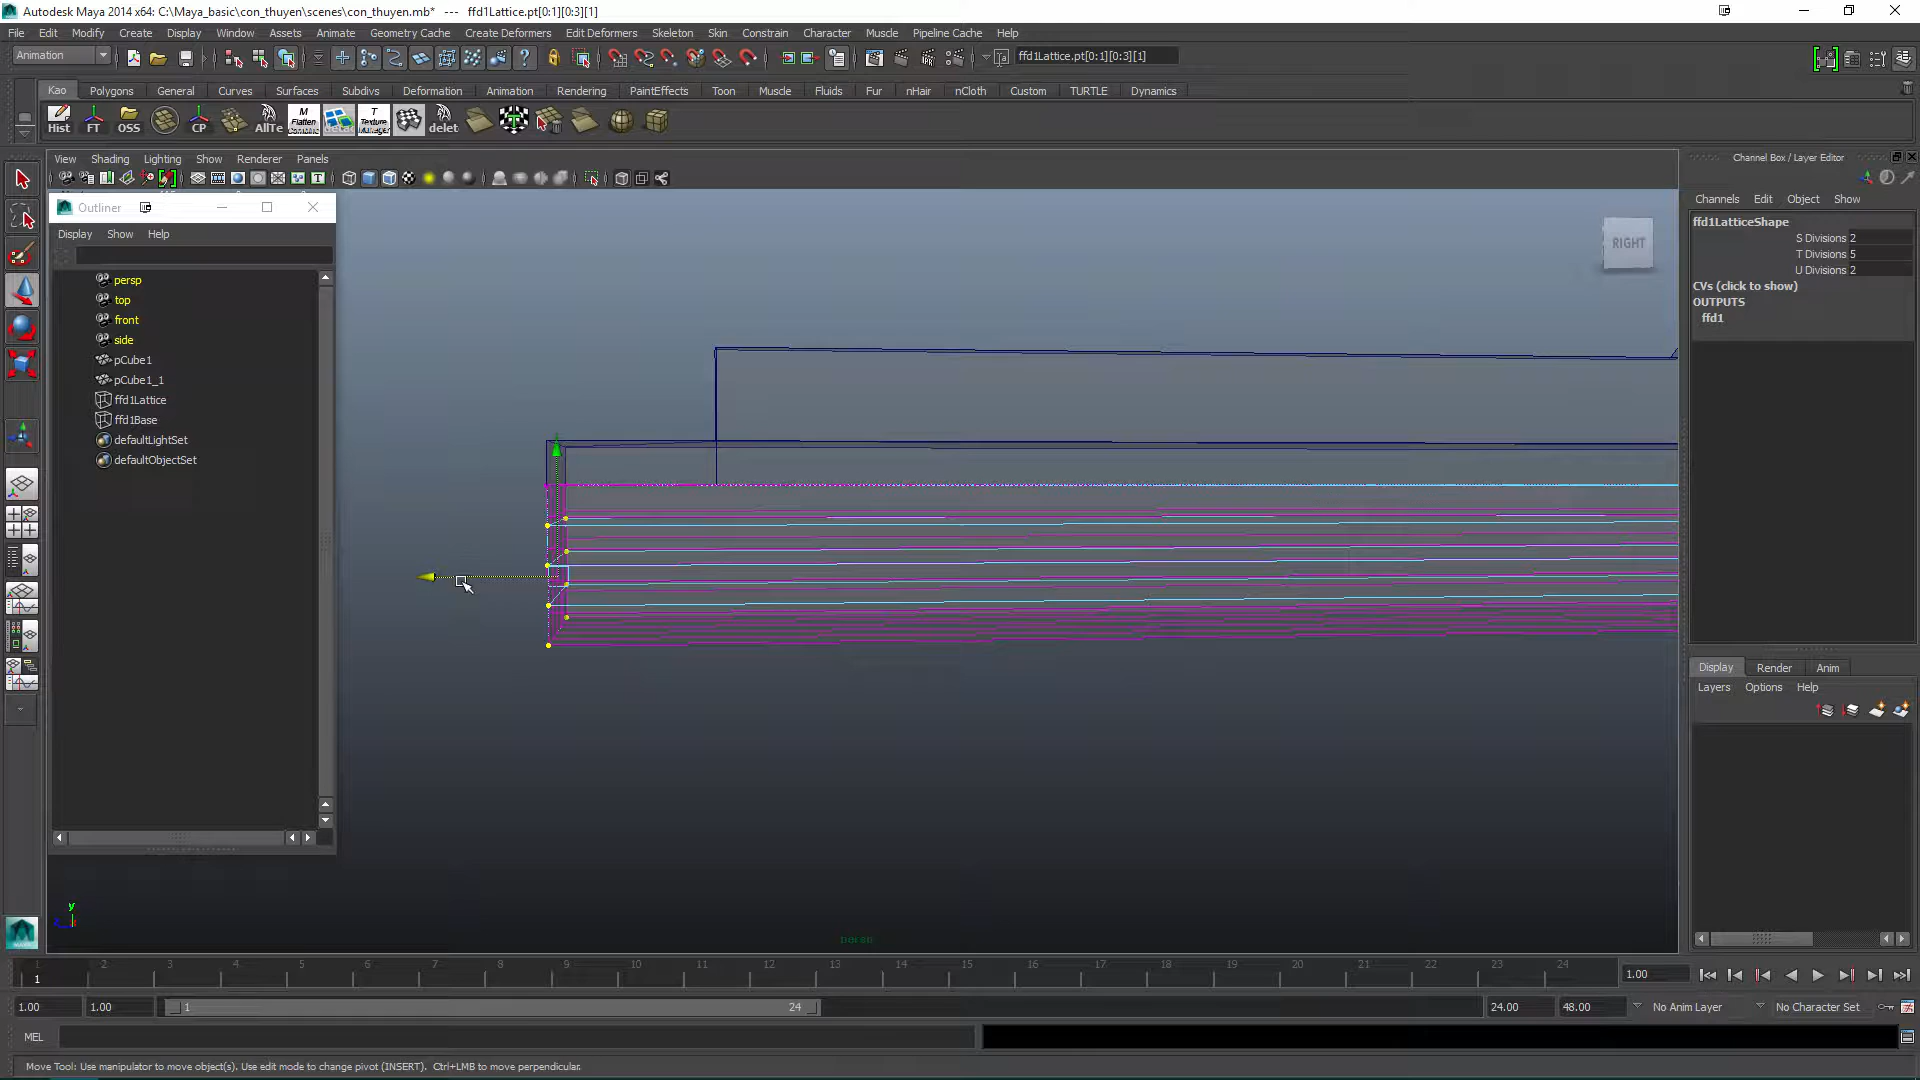 Autodesk Maya 2014 x64: C:\Maya_basic\con_thuyen\scenes\con_thuyen.mb* --- ffd1Lattice.pt[0:1][0:3][1]
File Edit Modify Create Display Window Assets Animate Geometry Cache Create Deformers Edit Deformers Skeleton Skin Constrain Character Muscle Pipeline Cache Help
Animation
ffd1Lattice.pt[0:1][0:3][1]
Kao Polygons General Curves Surfaces Subdivs Deformation Animation Rendering PaintEffects Toon Muscle Fluids Fur nHair nCloth Custom TURTLE Dynamics
Hist FT OSS CP AllTe M Flatten Combine T Texture Manager delet
View Shading Lighting Show Renderer Panels
Channel Box / Layer Editor
Channels Edit Object Show
ffd1LatticeShape
S Divisions 2
T Divisions 5
U Divisions 2
CVs (click to show)
OUTPUTS
ffd1
Outliner
Display Show Help
persp
top
front
side
pCube1
pCube1_1
ffd1Lattice
ffd1Base
defaultLightSet
defaultObjectSet
RIGHT
y
persp
Display Render Anim
Layers Options Help
1 2 3 4 5 6 7 8 9 10 11 12 13 14 15 16 17 18 19 20 21 22 23 24
1
1.00
1.00 1.00 1 24 24.00 48.00 No Anim Layer No Character Set
MEL
Move Tool: Use manipulator to move object(s). Use edit mode to change pivot (INSERT). Ctrl+LMB to move perpendicular.